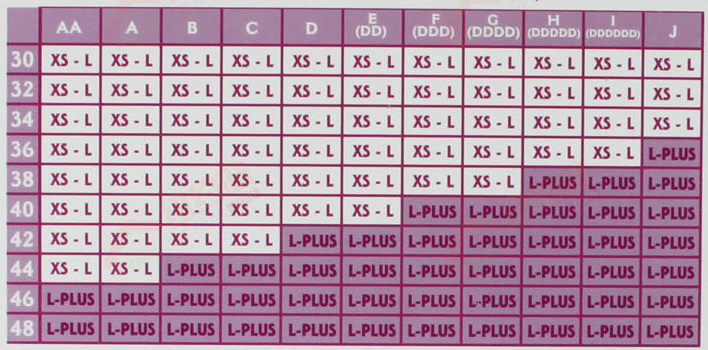 AA A B C D E (DD) F (DDD) G (DDDD) H (DDDDD) I (DDDDDD) J
30 XS - L XS - L XS - L XS - L XS - L XS - L XS - L XS - L XS - L XS - L XS - L
32 XS - L XS - L XS - L XS - L XS - L XS - L XS - L XS - L XS - L XS - L XS - L
34 XS - L XS - L XS - L XS - L XS - L XS - L XS - L XS - L XS - L XS - L XS - L
36 XS - L XS - L XS - L XS - L XS - L XS - L XS - L XS - L XS - L XS - L L-PLUS
38 XS - L XS - L XS - L XS - L XS - L XS - L XS - L XS - L L-PLUS L-PLUS L-PLUS
40 XS - L XS - L XS - L XS - L XS - L XS - L L-PLUS L-PLUS L-PLUS L-PLUS L-PLUS
42 XS - L XS - L XS - L XS - L L-PLUS L-PLUS L-PLUS L-PLUS L-PLUS L-PLUS L-PLUS
44 XS - L XS - L L-PLUS L-PLUS L-PLUS L-PLUS L-PLUS L-PLUS L-PLUS L-PLUS L-PLUS
46 L-PLUS L-PLUS L-PLUS L-PLUS L-PLUS L-PLUS L-PLUS L-PLUS L-PLUS L-PLUS L-PLUS
48 L-PLUS L-PLUS L-PLUS L-PLUS L-PLUS L-PLUS L-PLUS L-PLUS L-PLUS L-PLUS L-PLUS